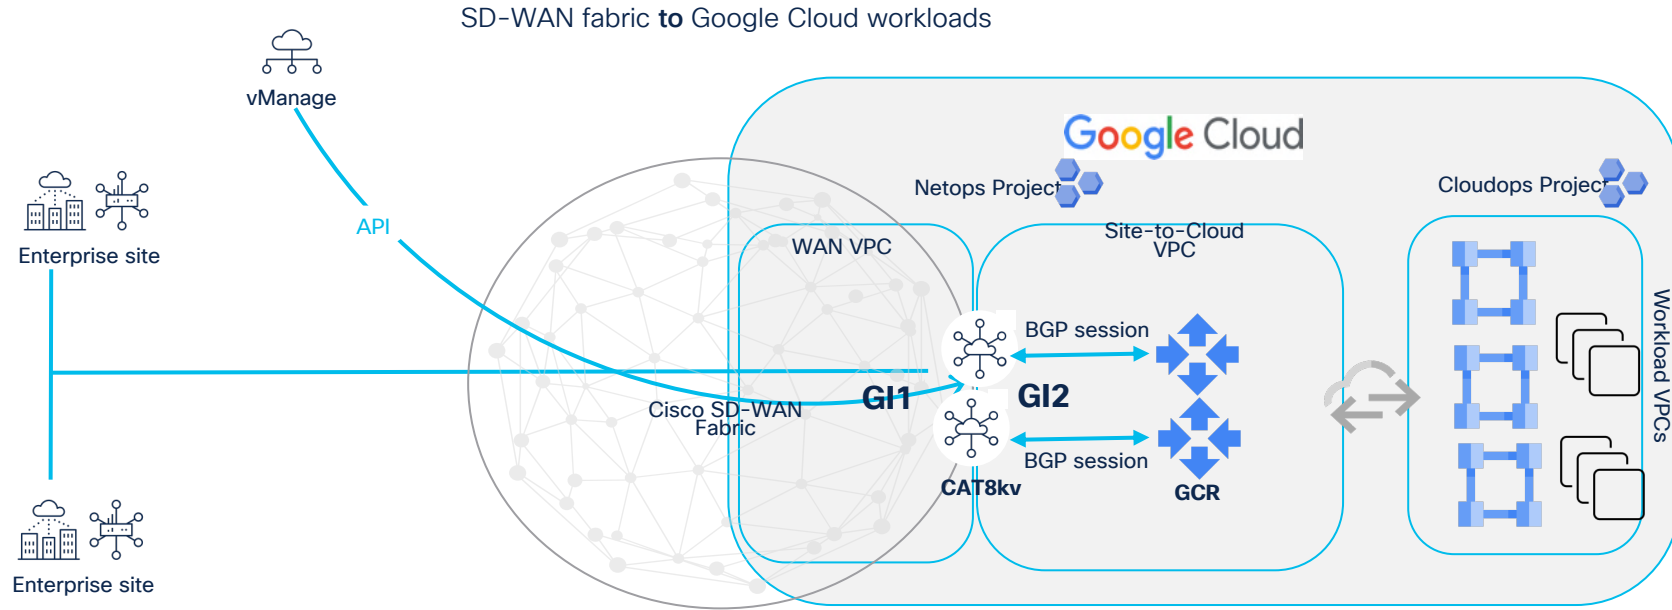 SD-WAN fabric to Google Cloud workloads
vManage
Google Cloud
Netops Project
Cloudops Project
API
Enterprise site
WAN VPC
Site-to-Cloud
VPC
BGP session
GI1
GI2
Cisco SD-WAN
Fabric
BGP session
CAT8kv
GCR
Workload VPCs
Enterprise site